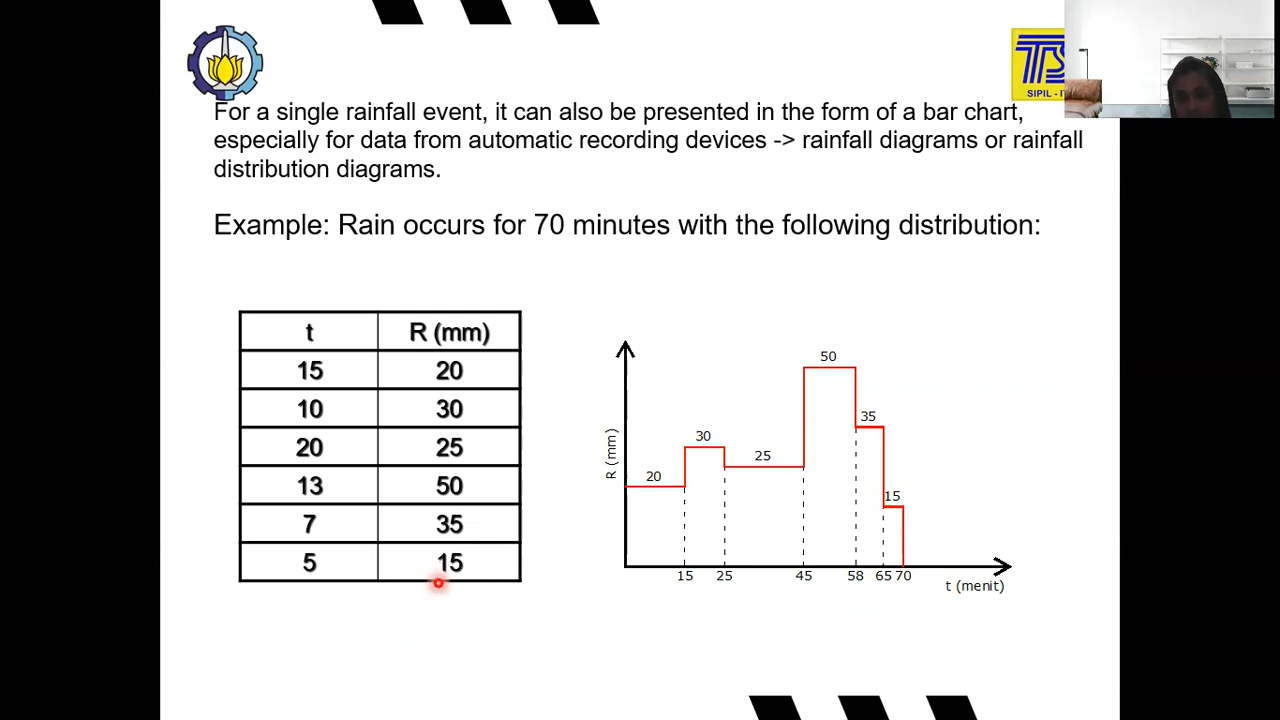 TS
SIPIL - IT
For a single rainfall event, it can also be presented in the form of a bar chart,
especially for data from automatic recording devices -> rainfall diagrams or rainfall
distribution diagrams.
Example: Rain occurs for 70 minutes with the following distribution:
t R (mm)
15 20
10 30
20 25
13 50
7 35
5 15
R (mm)
20
30
25
50
35
15
15 25 45 58 65 70
t (menit)